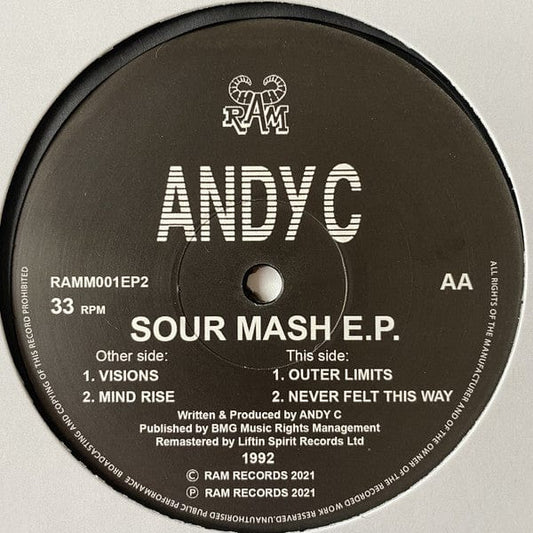 RAM
ANDY C
RAMM001EP2
AA
33 RPM
SOUR MASH E.P.
Other side:
1. VISIONS
2. MIND RISE
This side:
1. OUTER LIMITS
2. NEVER FELT THIS WAY
Written & Produced by ANDY C
Published by BMG Music Rights Management
Remastered by Liftin Spirit Records Ltd
1992
© RAM RECORDS 2021
℗ RAM RECORDS 2021
ALL RIGHTS OF THE MANUFACTURER AND OF THE OWNER OF THE RECORDED WORK RESERVED.UNAUTHORISED PUBLIC PERFORMANCE BROADCASTING AND COPYING OF THIS RECORD PROHIBITED